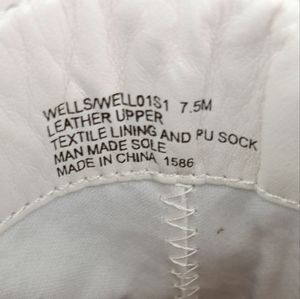 WELLS/WELL01S1 7.5M
LEATHER UPPER
TEXTILE LINING AND PU SOCK
MAN MADE SOLE
MADE IN CHINA 1586